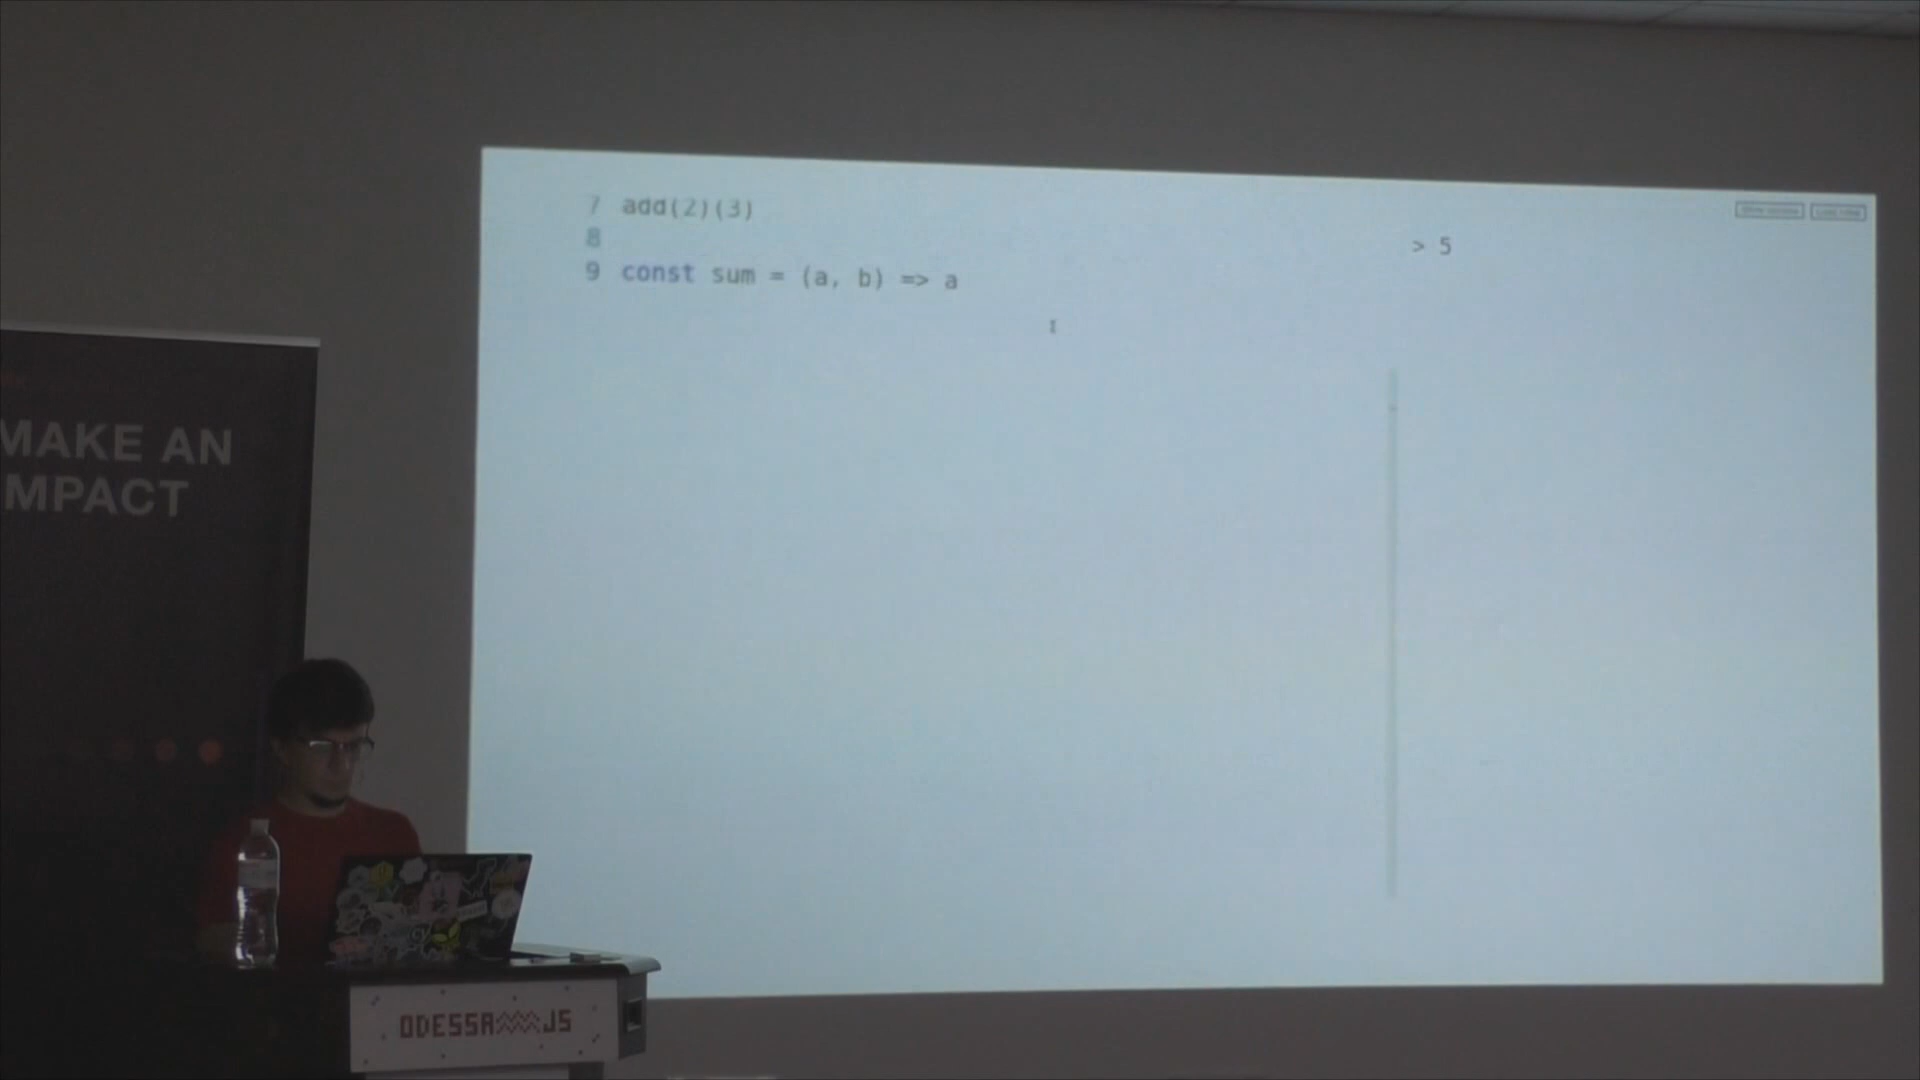 7 add(2)(3)
8
> 5
9 const sum = (a, b) => a
MAKE AN
MPACT
ODESSA JS